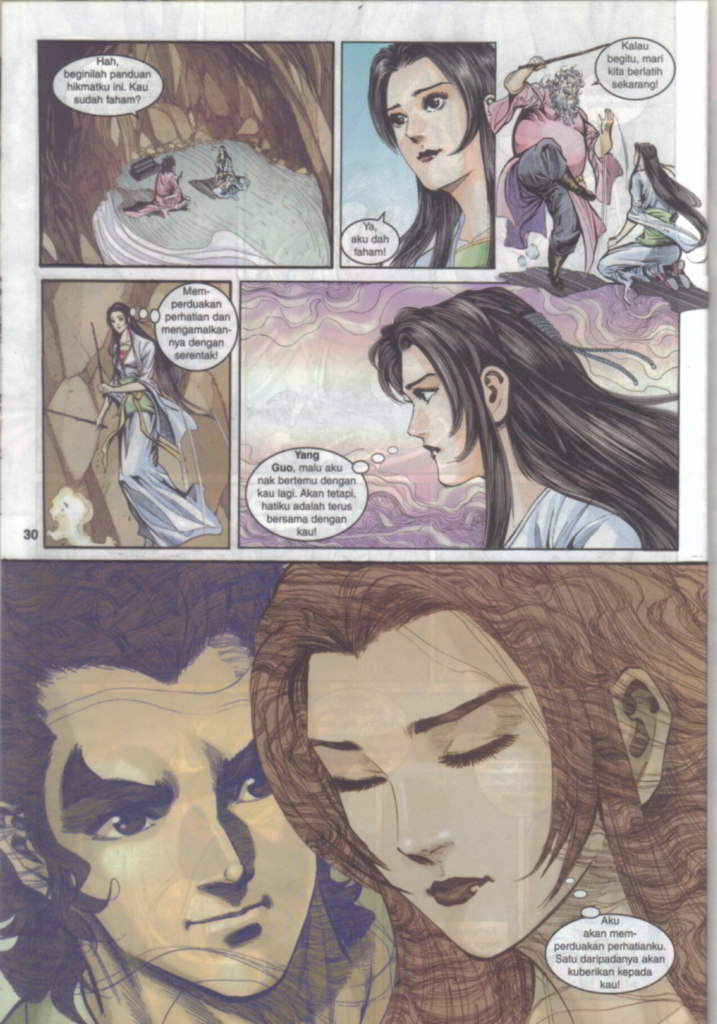 Hah,
beginilah panduan
hikmatku ini. Kau
sudah faham?
Ya,
aku dah
faham!
Kalau
begitu, mari
kita berlatih
sekarang!
Mem-
perduakan
perhatian dan
mengamalkan-
nya dengan
serentak!
Yang
Guo, malu aku
nak bertemu dengan
kau lagi. Akan tetapi,
hatiku adalah terus
bersama dengan
kau!
30
Aku
akan mem-
perduakan perhatianku.
Satu daripadanya akan
kuberikan kepada
kau!